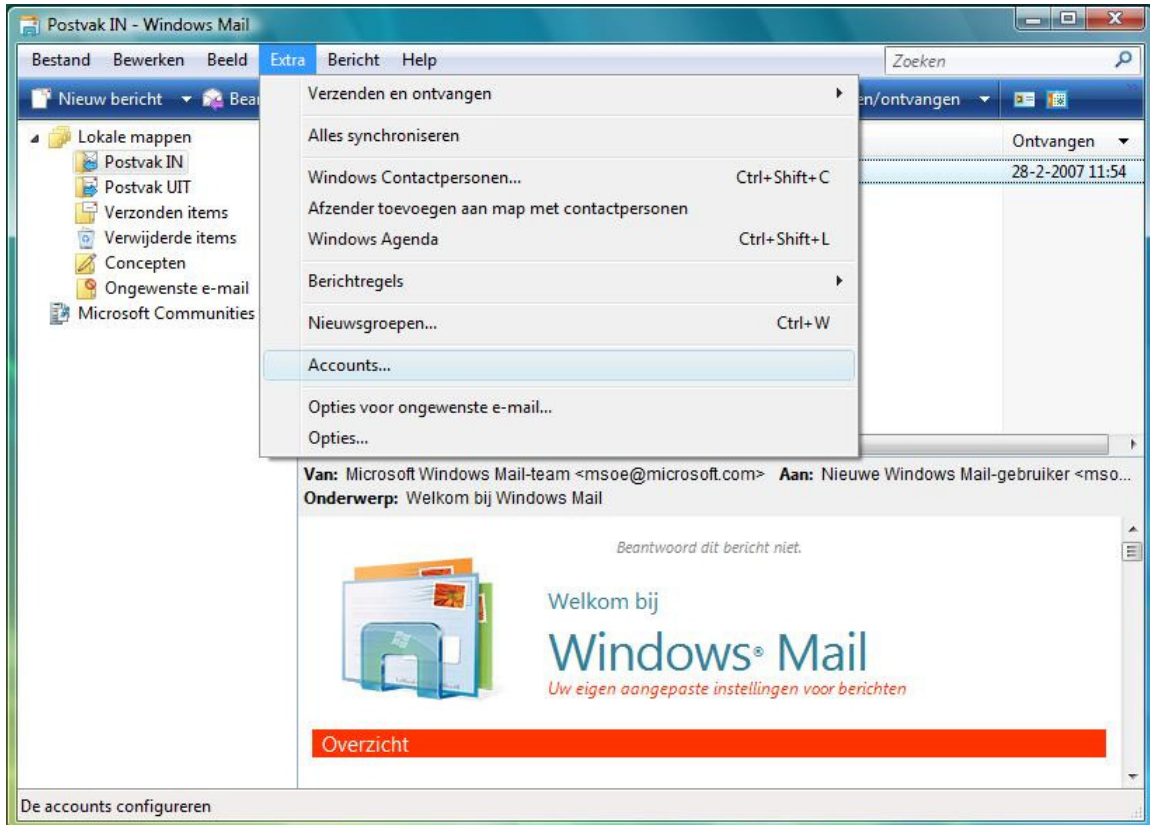 Postvak IN - Windows Mail
Bestand Bewerken Beeld Extra Bericht Help Zoeken
Nieuw bericht en/ontvangen
Lokale mappen
Postvak IN
Postvak UIT
Verzonden items
Verwijderde items
Concepten
Ongewenste e-mail
Microsoft Communities
Verzenden en ontvangen
Alles synchroniseren
Windows Contactpersonen... Ctrl+Shift+C
Afzender toevoegen aan map met contactpersonen
Windows Agenda Ctrl+Shift+L
Berichtregels
Nieuwsgroepen... Ctrl+W
Accounts...
Opties voor ongewenste e-mail...
Opties...
Ontvangen
28-2-2007 11:54
Van: Microsoft Windows Mail-team <msoe@microsoft.com> Aan: Nieuwe Windows Mail-gebruiker <mso...
Onderwerp: Welkom bij Windows Mail
Beantwoord dit bericht niet.
Welkom bij
Windows® Mail
Uw eigen aangepaste instellingen voor berichten
Overzicht
De accounts configureren